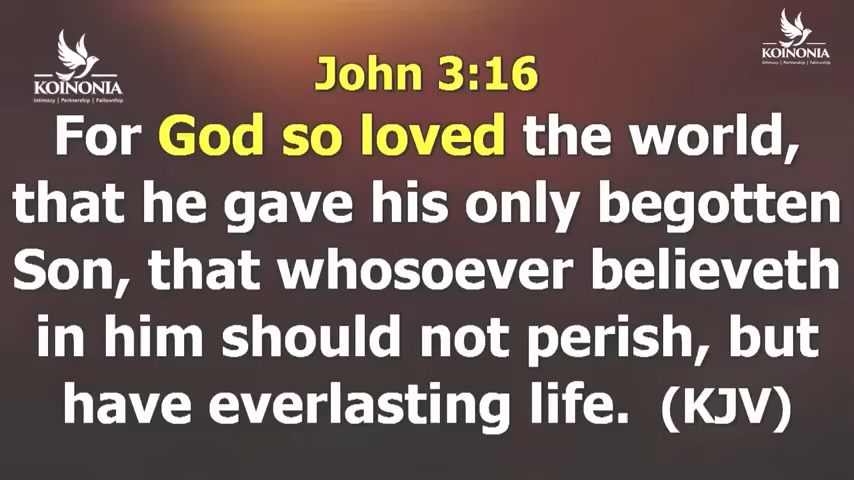 KOINONIA
Intimacy | Partnership | Fellowship
KOINONIA
Intimacy | Partnership | Fellowship
John 3:16
For God so loved the world,
that he gave his only begotten
Son, that whosoever believeth
in him should not perish, but
have everlasting life. (KJV)